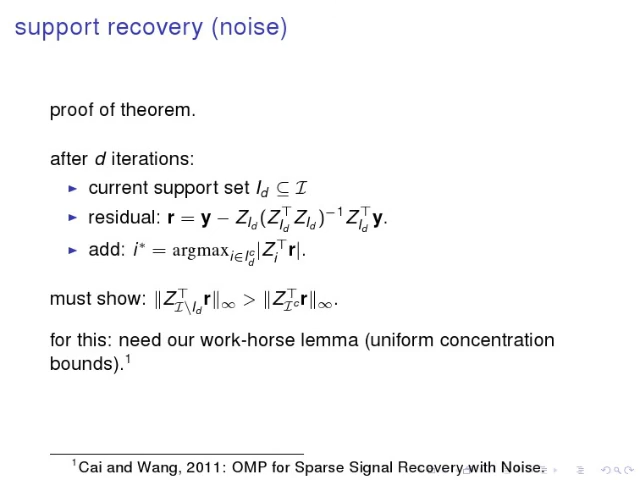 support recovery (noise)
proof of theorem.
after d iterations:
▶ current support set I_d ⊆ ℐ
▶ residual: r = y − Z_{I_d}(Z_{I_d}^⊤ Z_{I_d})^{−1} Z_{I_d}^⊤ y.
▶ add: i* = argmax_{i∈I_d^c} |Z_i^⊤ r|.
must show: ‖Z_{ℐ\I_d}^⊤ r‖_∞ > ‖Z_{ℐ^c}^⊤ r‖_∞.
for this: need our work-horse lemma (uniform concentration
bounds).¹
¹Cai and Wang, 2011: OMP for Sparse Signal Recovery with Noise.